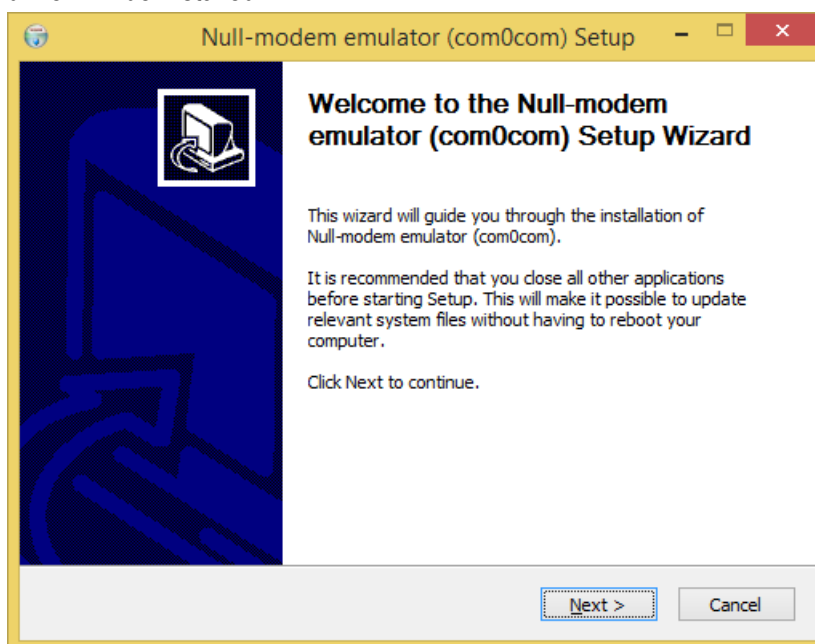 Null-modem emulator (com0com) Setup
Welcome to the Null-modem
emulator (com0com) Setup Wizard
This wizard will guide you through the installation of
Null-modem emulator (com0com).
It is recommended that you close all other applications
before starting Setup. This will make it possible to update
relevant system files without having to reboot your
computer.
Click Next to continue.
Next >
Cancel